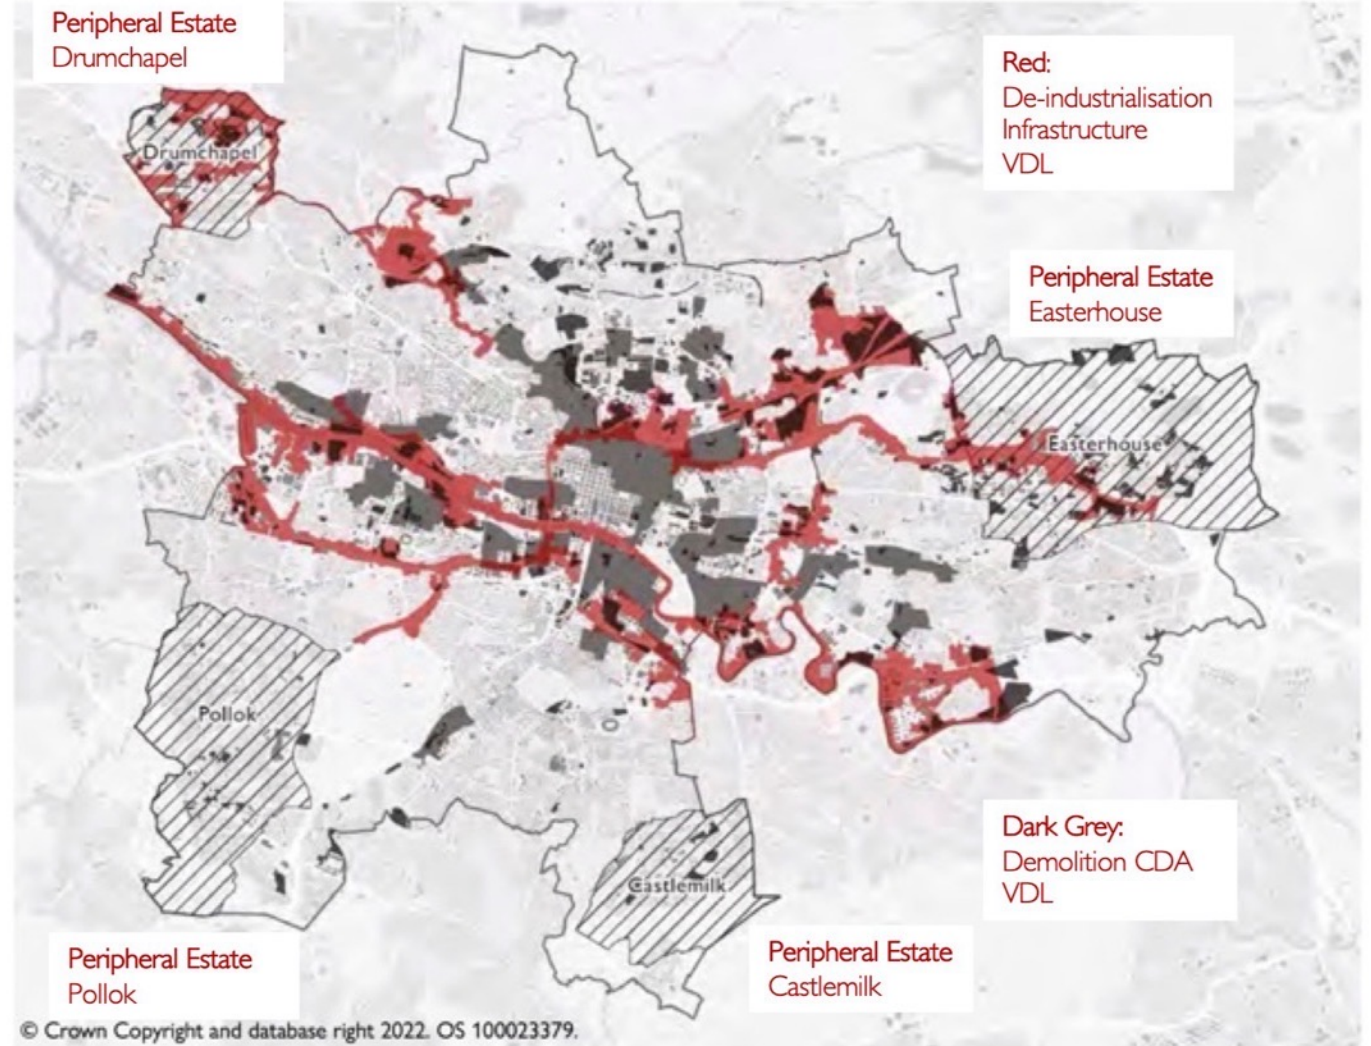 Peripheral Estate
Drumchapel
Red:
De-industrialisation
Infrastructure
VDL
Drumchapel
Peripheral Estate
Easterhouse
Easterhouse
Pollok
Dark Grey:
Demolition CDA
VDL
Castlemilk
Peripheral Estate
Pollok
Peripheral Estate
Castlemilk
© Crown Copyright and database right 2022. OS 100023379.